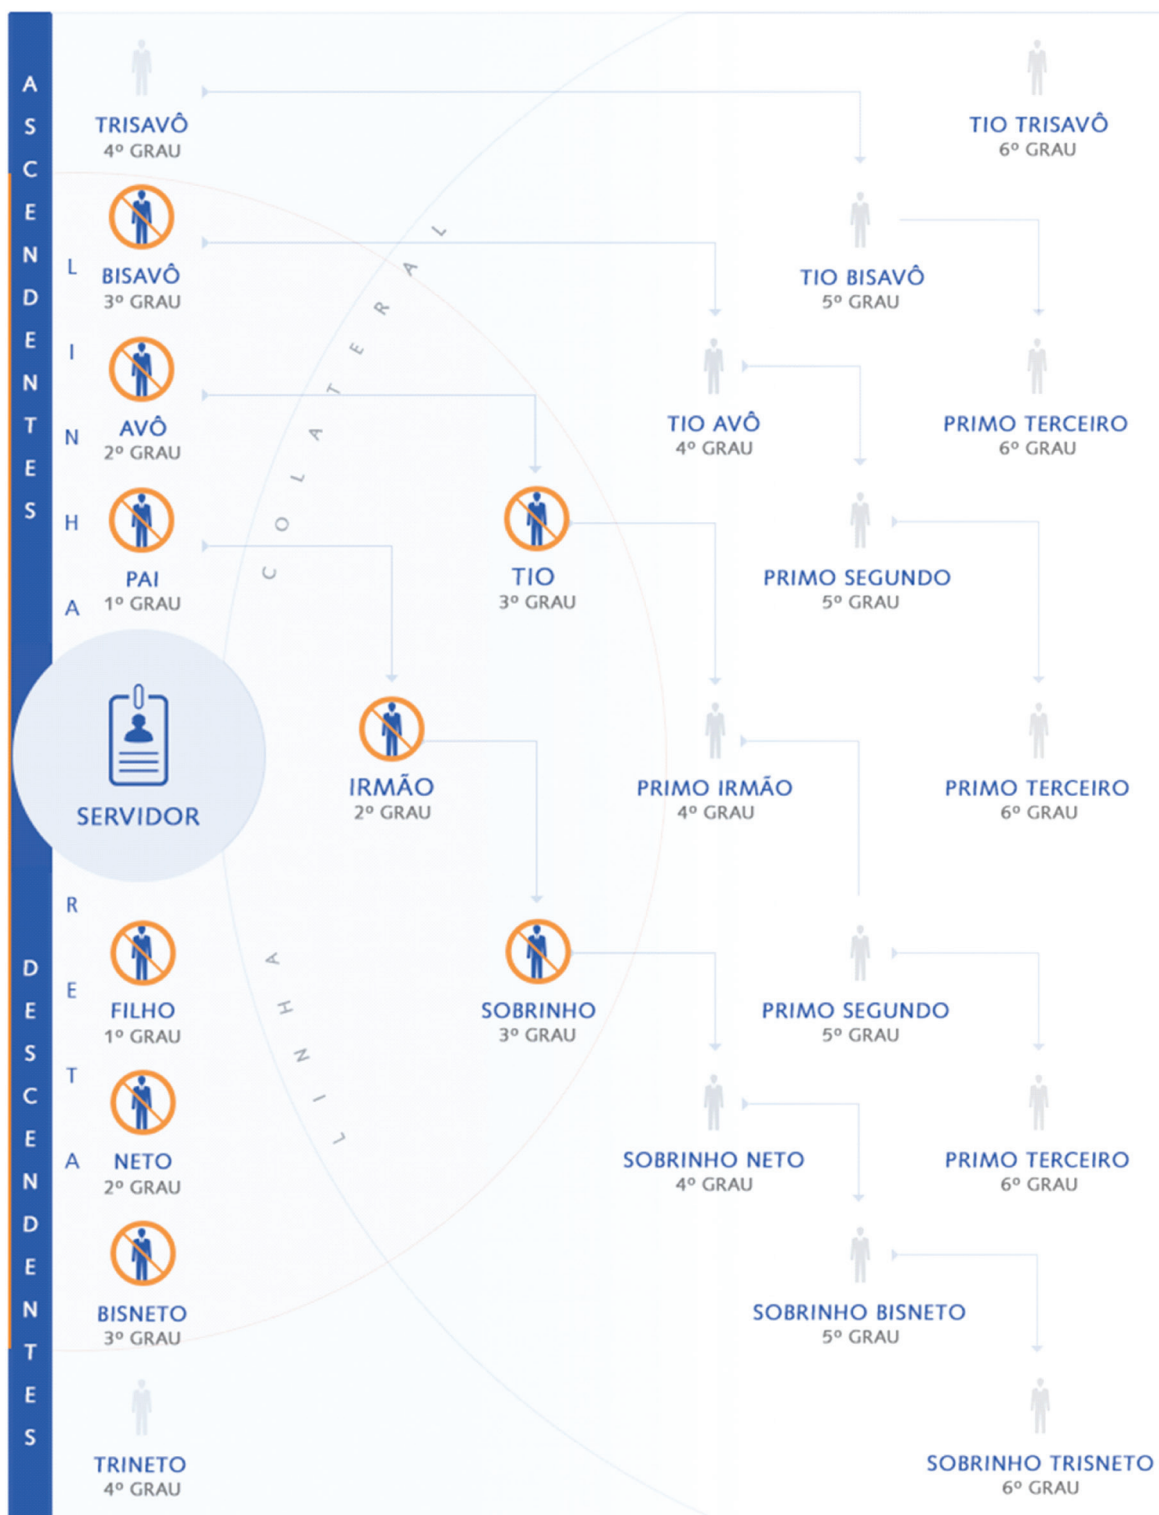 ASCENDENTES
DESCENDENTES
LINHA RETA
LINHA COLATERAL
TRISAVÔ
4º GRAU
TIO TRISAVÔ
6º GRAU
BISAVÔ
3º GRAU
TIO BISAVÔ
5º GRAU
AVÔ
2º GRAU
TIO AVÔ
4º GRAU
PRIMO TERCEIRO
6º GRAU
PAI
1º GRAU
TIO
3º GRAU
PRIMO SEGUNDO
5º GRAU
SERVIDOR
IRMÃO
2º GRAU
PRIMO IRMÃO
4º GRAU
PRIMO TERCEIRO
6º GRAU
FILHO
1º GRAU
SOBRINHO
3º GRAU
PRIMO SEGUNDO
5º GRAU
NETO
2º GRAU
SOBRINHO NETO
4º GRAU
PRIMO TERCEIRO
6º GRAU
BISNETO
3º GRAU
SOBRINHO BISNETO
5º GRAU
TRINETO
4º GRAU
SOBRINHO TRISNETO
6º GRAU